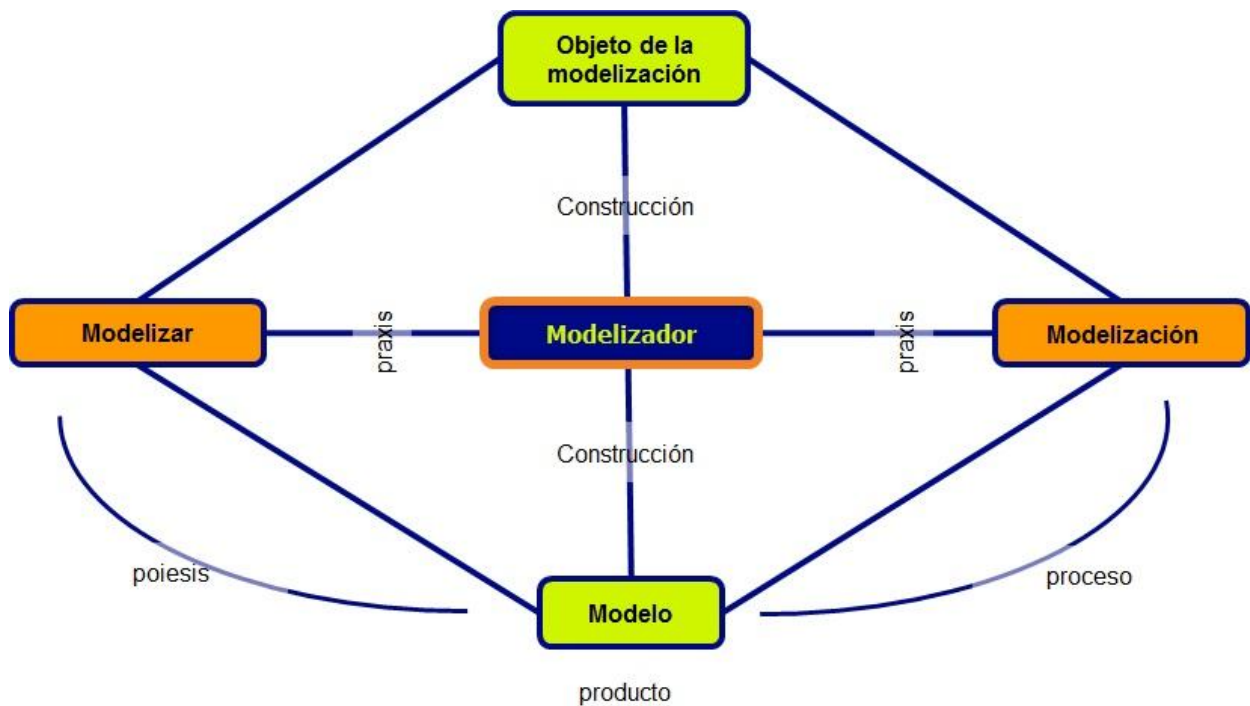 Objeto de la
modelización
Construcción
Modelizar
praxis
Modelizador
praxis
Modelización
Construcción
poiesis
proceso
Modelo
producto